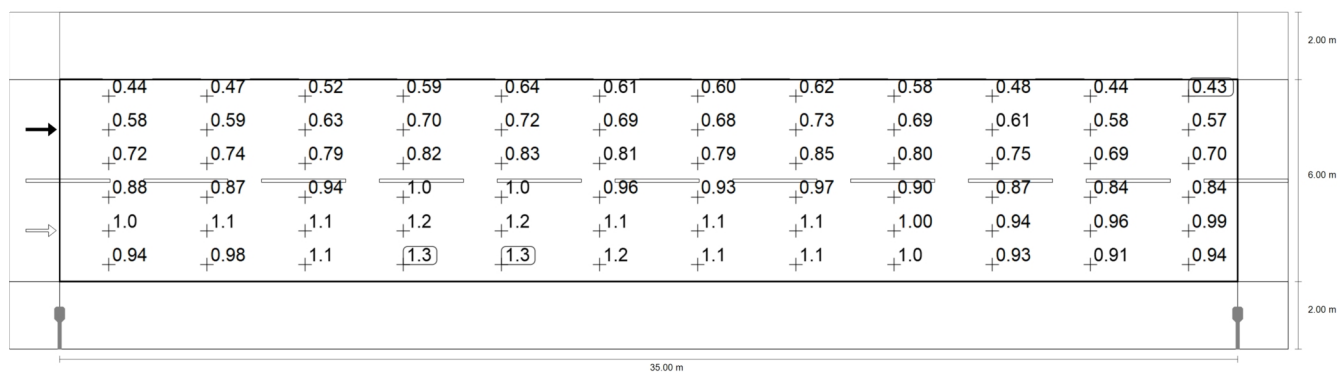 2.00 m
0.44 0.47 0.52 0.59 0.64 0.61 0.60 0.62 0.58 0.48 0.44 0.43
0.58 0.59 0.63 0.70 0.72 0.69 0.68 0.73 0.69 0.61 0.58 0.57
0.72 0.74 0.79 0.82 0.83 0.81 0.79 0.85 0.80 0.75 0.69 0.70
6.00 m
0.88 0.87 0.94 1.0 1.0 0.96 0.93 0.97 0.90 0.87 0.84 0.84
1.0 1.1 1.1 1.2 1.2 1.1 1.1 1.1 1.00 0.94 0.96 0.99
0.94 0.98 1.1 1.3 1.3 1.2 1.1 1.1 1.0 0.93 0.91 0.94
2.00 m
35.00 m